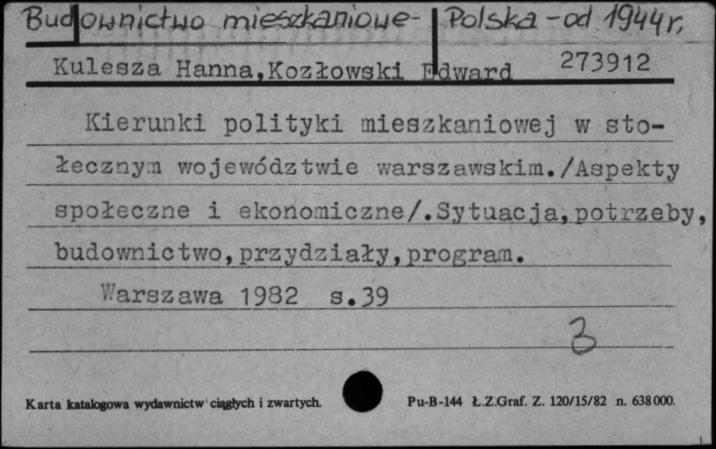 Budownictwo mieszkaniowe - Polska - od 1944 r.
Kulesza Hanna,Kozłowski Edward 273912
Kierunki polityki mieszkaniowej w sto-
łecznym województwie warszawskim./Aspekty
społeczne i ekonomiczne/.Sytuacja,potrzeby,
budownictwo,przydziały,program.
Warszawa 1982 s.39
3
Karta katalogowa wydawnictw ciągłych i zwartych. Pu-B-144 Ł.Z.Graf. Z. 120/15/82 n. 638000.